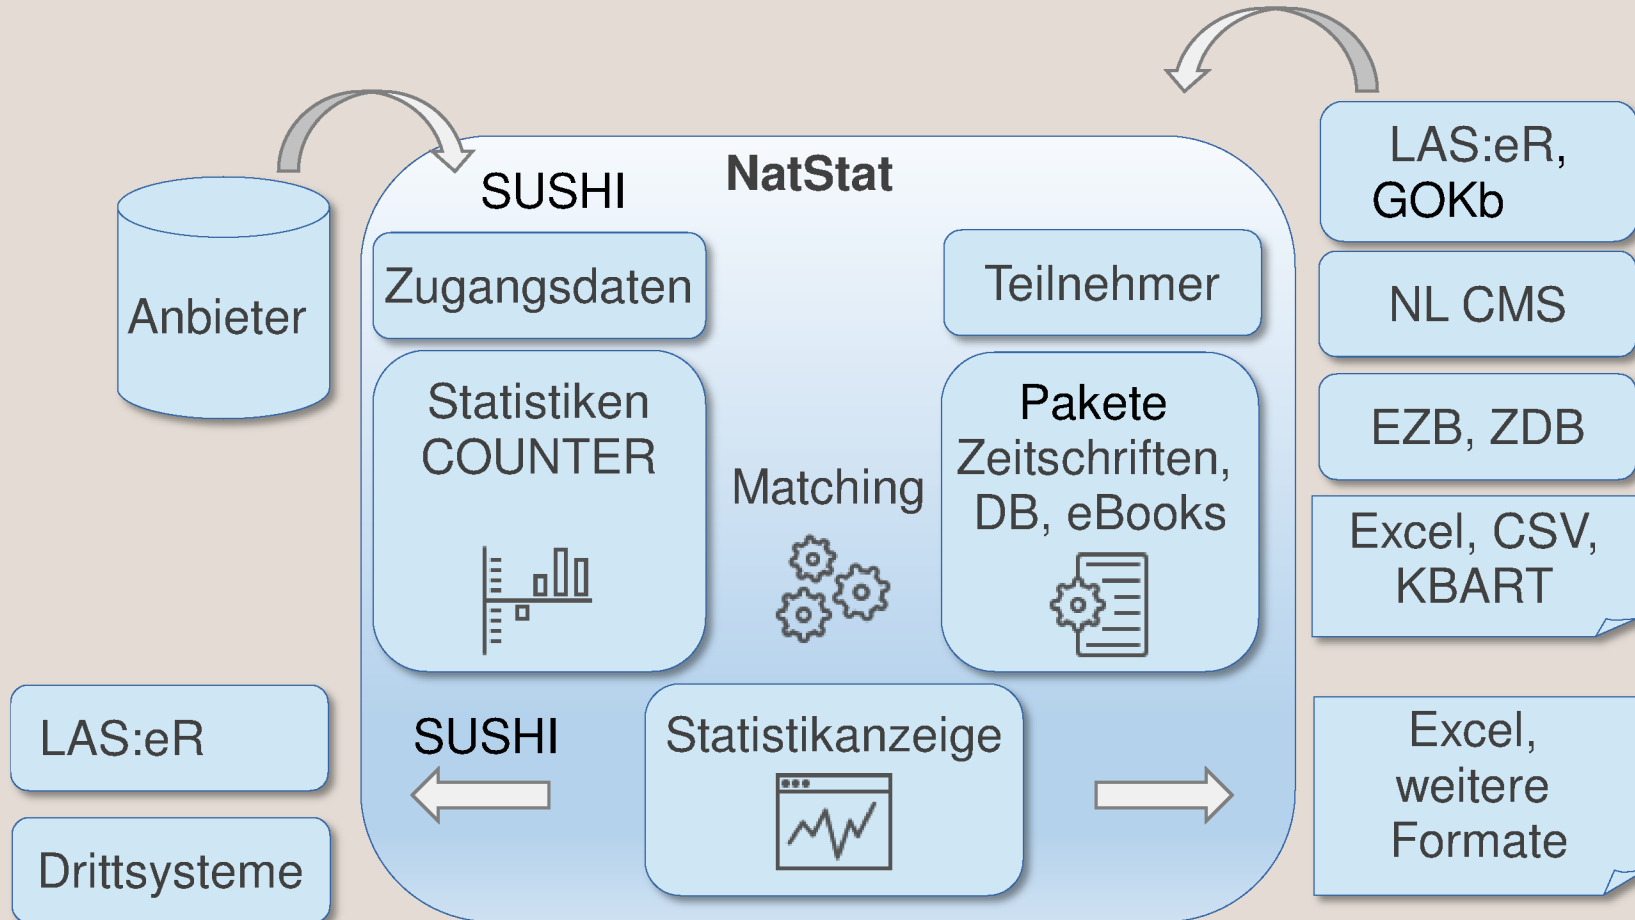 NatStat
SUSHI
Anbieter
Zugangsdaten
Statistiken
COUNTER
Matching
Teilnehmer
Pakete
Zeitschriften,
DB, eBooks
LAS:eR,
GOKb
NL CMS
EZB, ZDB
Excel, CSV,
KBART
LAS:eR
Drittsysteme
SUSHI
Statistikanzeige
Excel,
weitere
Formate